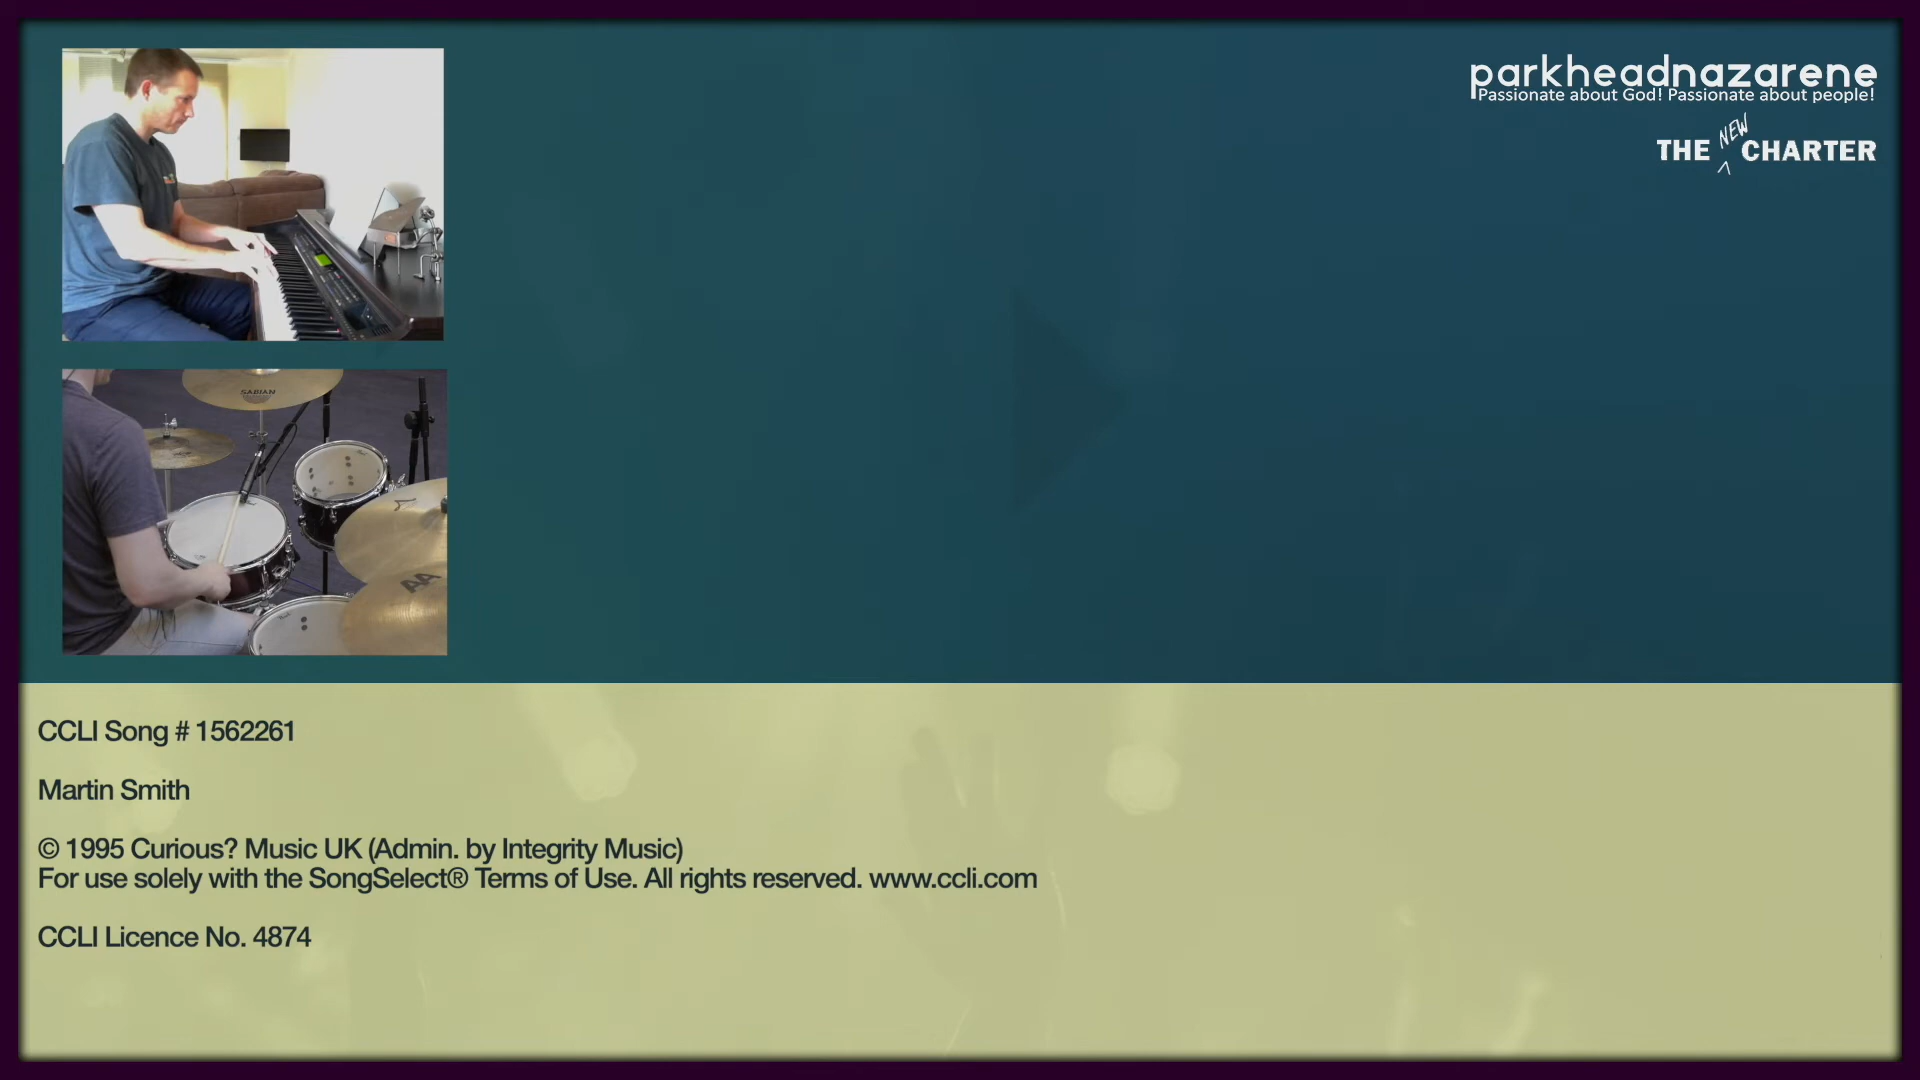 parkheadnazarene
Passionate about God! Passionate about people!
NEW
THE CHARTER
SABIAN
AA
CCLI Song # 1562261
Martin Smith
© 1995 Curious? Music UK (Admin. by Integrity Music)
For use solely with the SongSelect® Terms of Use. All rights reserved. www.ccli.com
CCLI Licence No. 4874